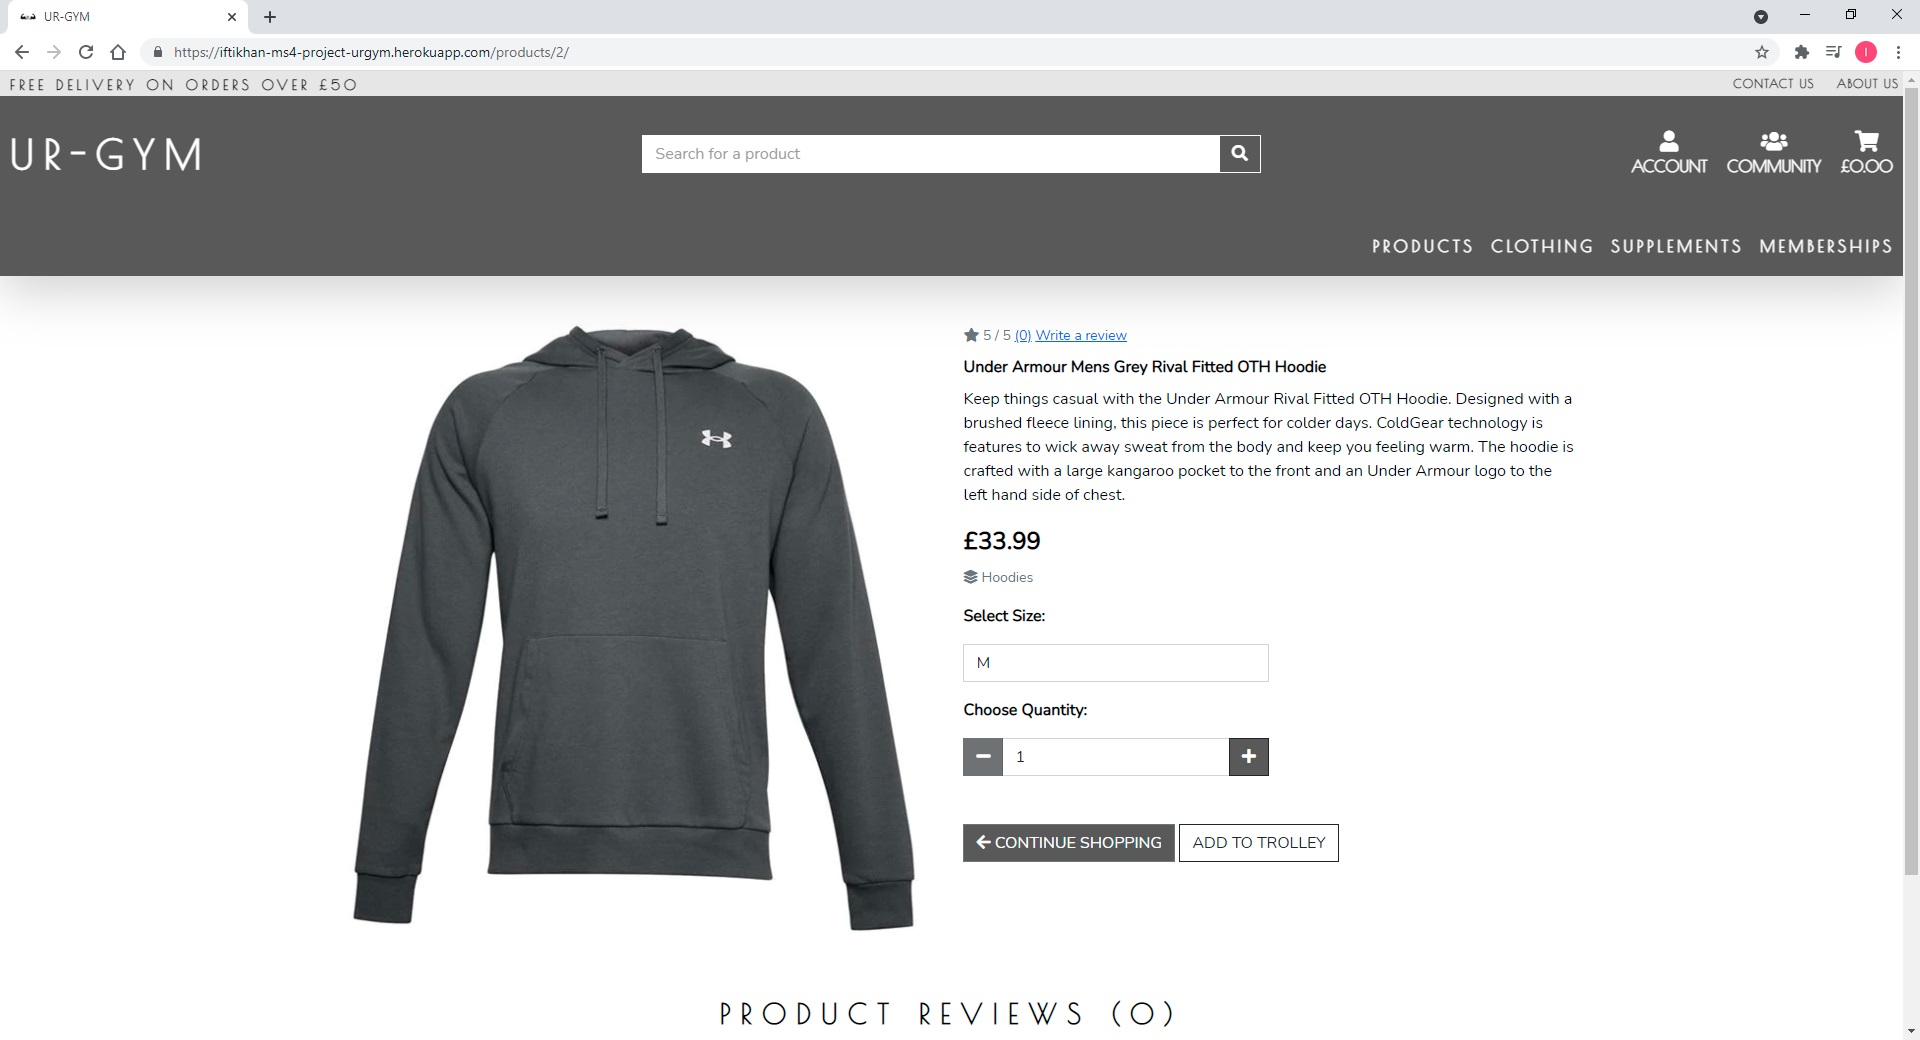 UR-GYM
https://iftikhan-ms4-project-urgym.herokuapp.com/products/2/
I
FREE DELIVERY ON ORDERS OVER £50
CONTACT US ABOUT US
UR-GYM
Search for a product
ACCOUNT COMMUNITY £0.00
PRODUCTS CLOTHING SUPPLEMENTS MEMBERSHIPS
5 / 5 (0) Write a review
Under Armour Mens Grey Rival Fitted OTH Hoodie
Keep things casual with the Under Armour Rival Fitted OTH Hoodie. Designed with a
brushed fleece lining, this piece is perfect for colder days. ColdGear technology is
features to wick away sweat from the body and keep you feeling warm. The hoodie is
crafted with a large kangaroo pocket to the front and an Under Armour logo to the
left hand side of chest.
£33.99
Hoodies
Select Size:
M
Choose Quantity:
1
CONTINUE SHOPPING ADD TO TROLLEY
PRODUCT REVIEWS (0)